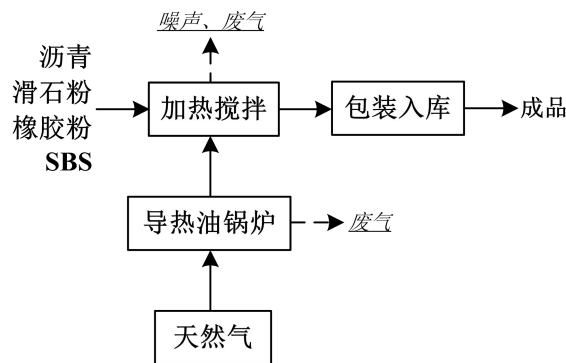 噪声、废气
沥青
滑石粉
橡胶粉
SBS
加热搅拌
包装入库
成品
导热油锅炉
废气
天然气